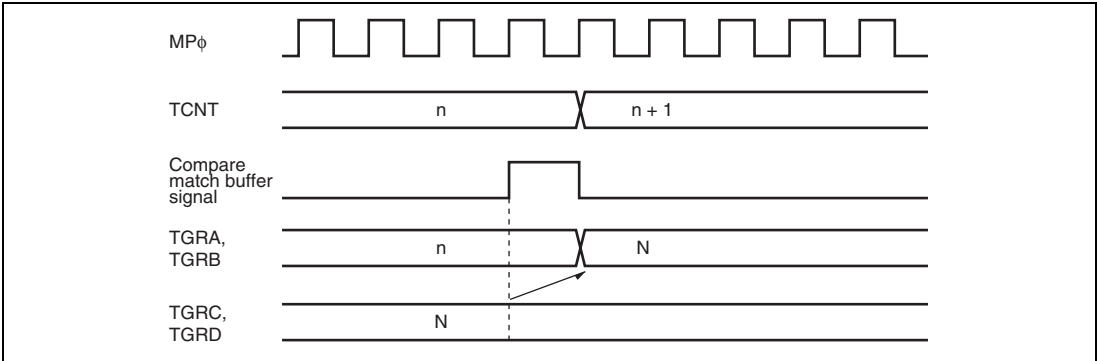 MPφ
TCNT
n
n + 1
Compare
match buffer
signal
TGRA,
TGRB
n
N
TGRC,
TGRD
N